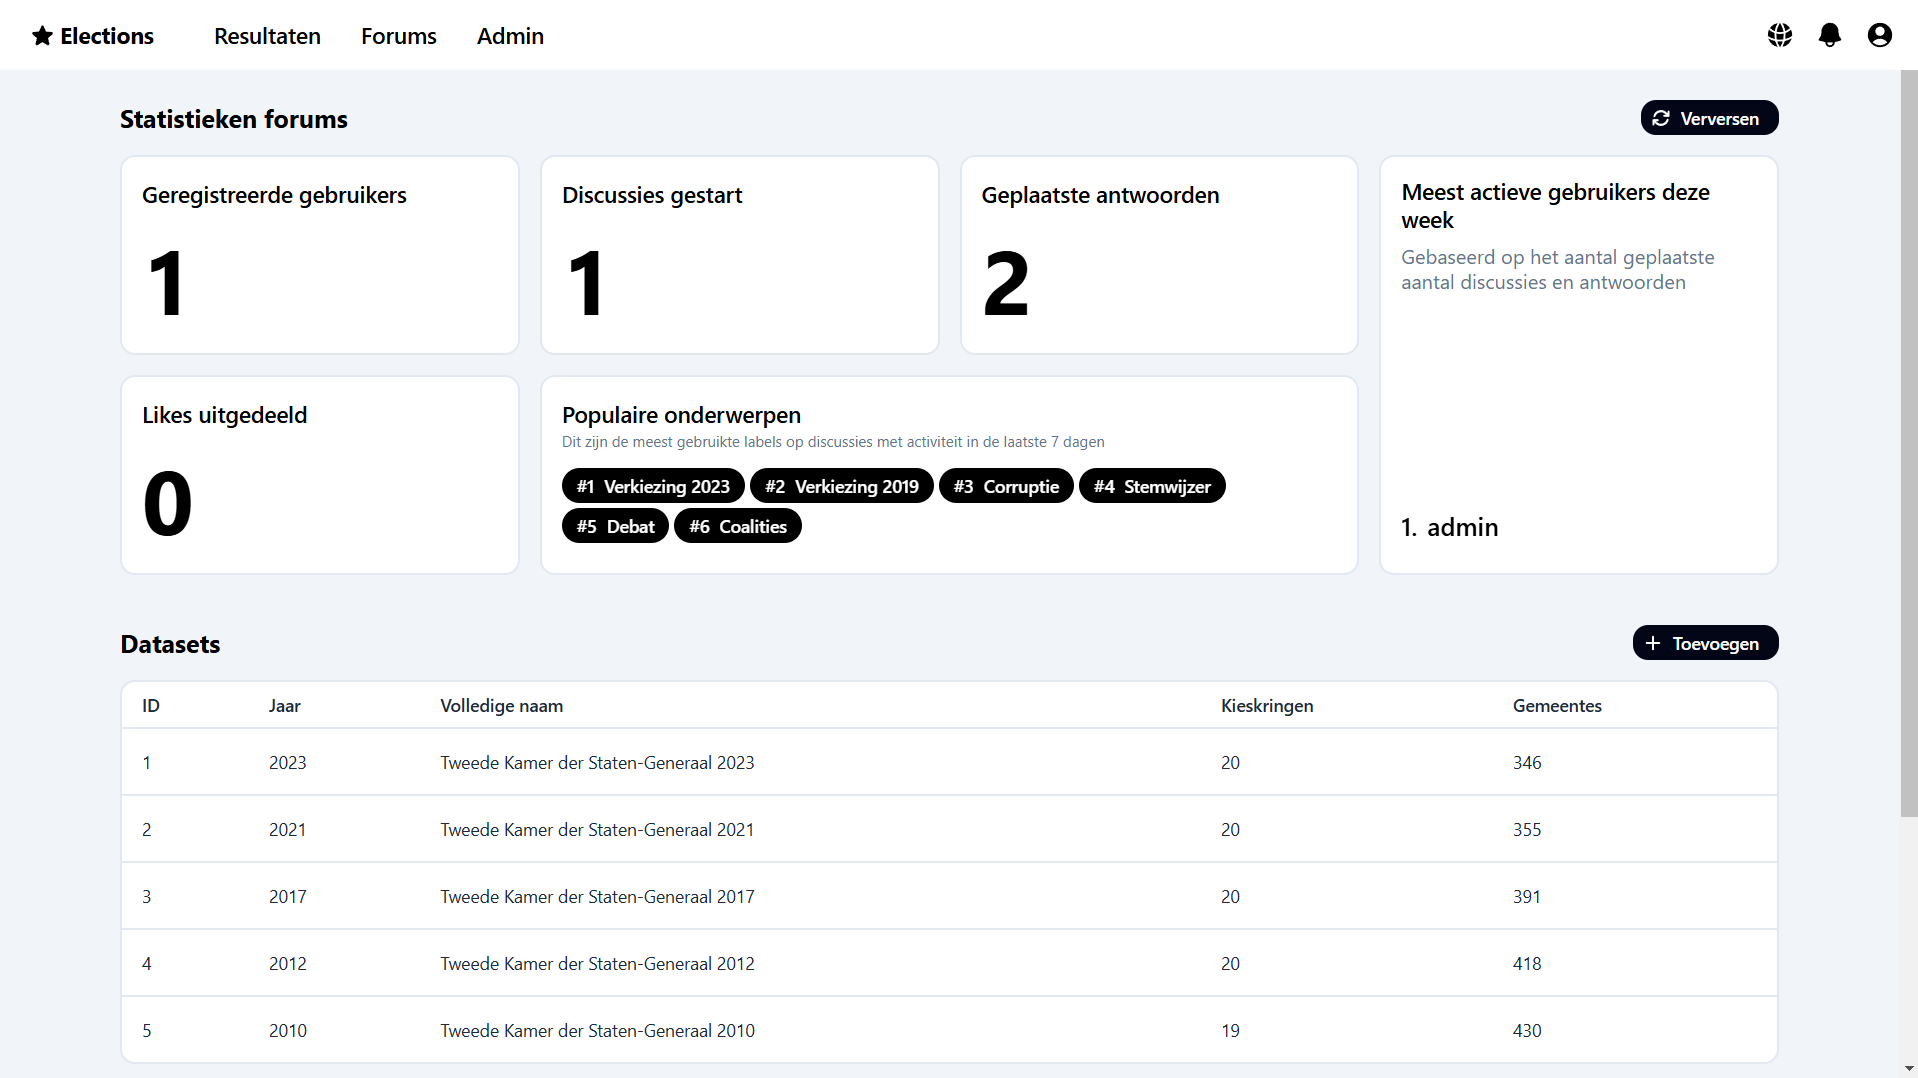 Elections
Resultaten
Forums
Admin
Statistieken forums
Verversen
Geregistreerde gebruikers
1
Discussies gestart
1
Geplaatste antwoorden
2
Meest actieve gebruikers deze
week
Gebaseerd op het aantal geplaatste
aantal discussies en antwoorden
1. admin
Likes uitgedeeld
0
Populaire onderwerpen
Dit zijn de meest gebruikte labels op discussies met activiteit in de laatste 7 dagen
#1 Verkiezing 2023 #2 Verkiezing 2019 #3 Corruptie #4 Stemwijzer
#5 Debat #6 Coalities
Datasets
Toevoegen
ID Jaar Volledige naam Kieskringen Gemeentes
1 2023 Tweede Kamer der Staten-Generaal 2023 20 346
2 2021 Tweede Kamer der Staten-Generaal 2021 20 355
3 2017 Tweede Kamer der Staten-Generaal 2017 20 391
4 2012 Tweede Kamer der Staten-Generaal 2012 20 418
5 2010 Tweede Kamer der Staten-Generaal 2010 19 430